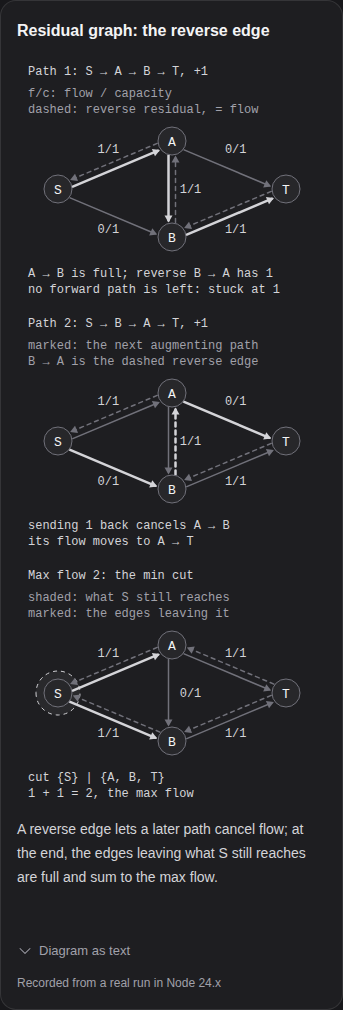 Residual graph: the reverse edge
Path 1: S → A → B → T, +1
f/c: flow / capacity
dashed: reverse residual, = flow
A
1/1
0/1
S
1/1
T
0/1
1/1
B
A → B is full; reverse B → A has 1
no forward path is left: stuck at 1
Path 2: S → B → A → T, +1
marked: the next augmenting path
B → A is the dashed reverse edge
A
1/1
0/1
S
1/1
T
0/1
1/1
B
sending 1 back cancels A → B
its flow moves to A → T
Max flow 2: the min cut
shaded: what S still reaches
marked: the edges leaving it
A
1/1
1/1
S
0/1
T
1/1
1/1
B
cut {S} | {A, B, T}
1 + 1 = 2, the max flow
A reverse edge lets a later path cancel flow; at
the end, the edges leaving what S still reaches
are full and sum to the max flow.
Diagram as text
Recorded from a real run in Node 24.x